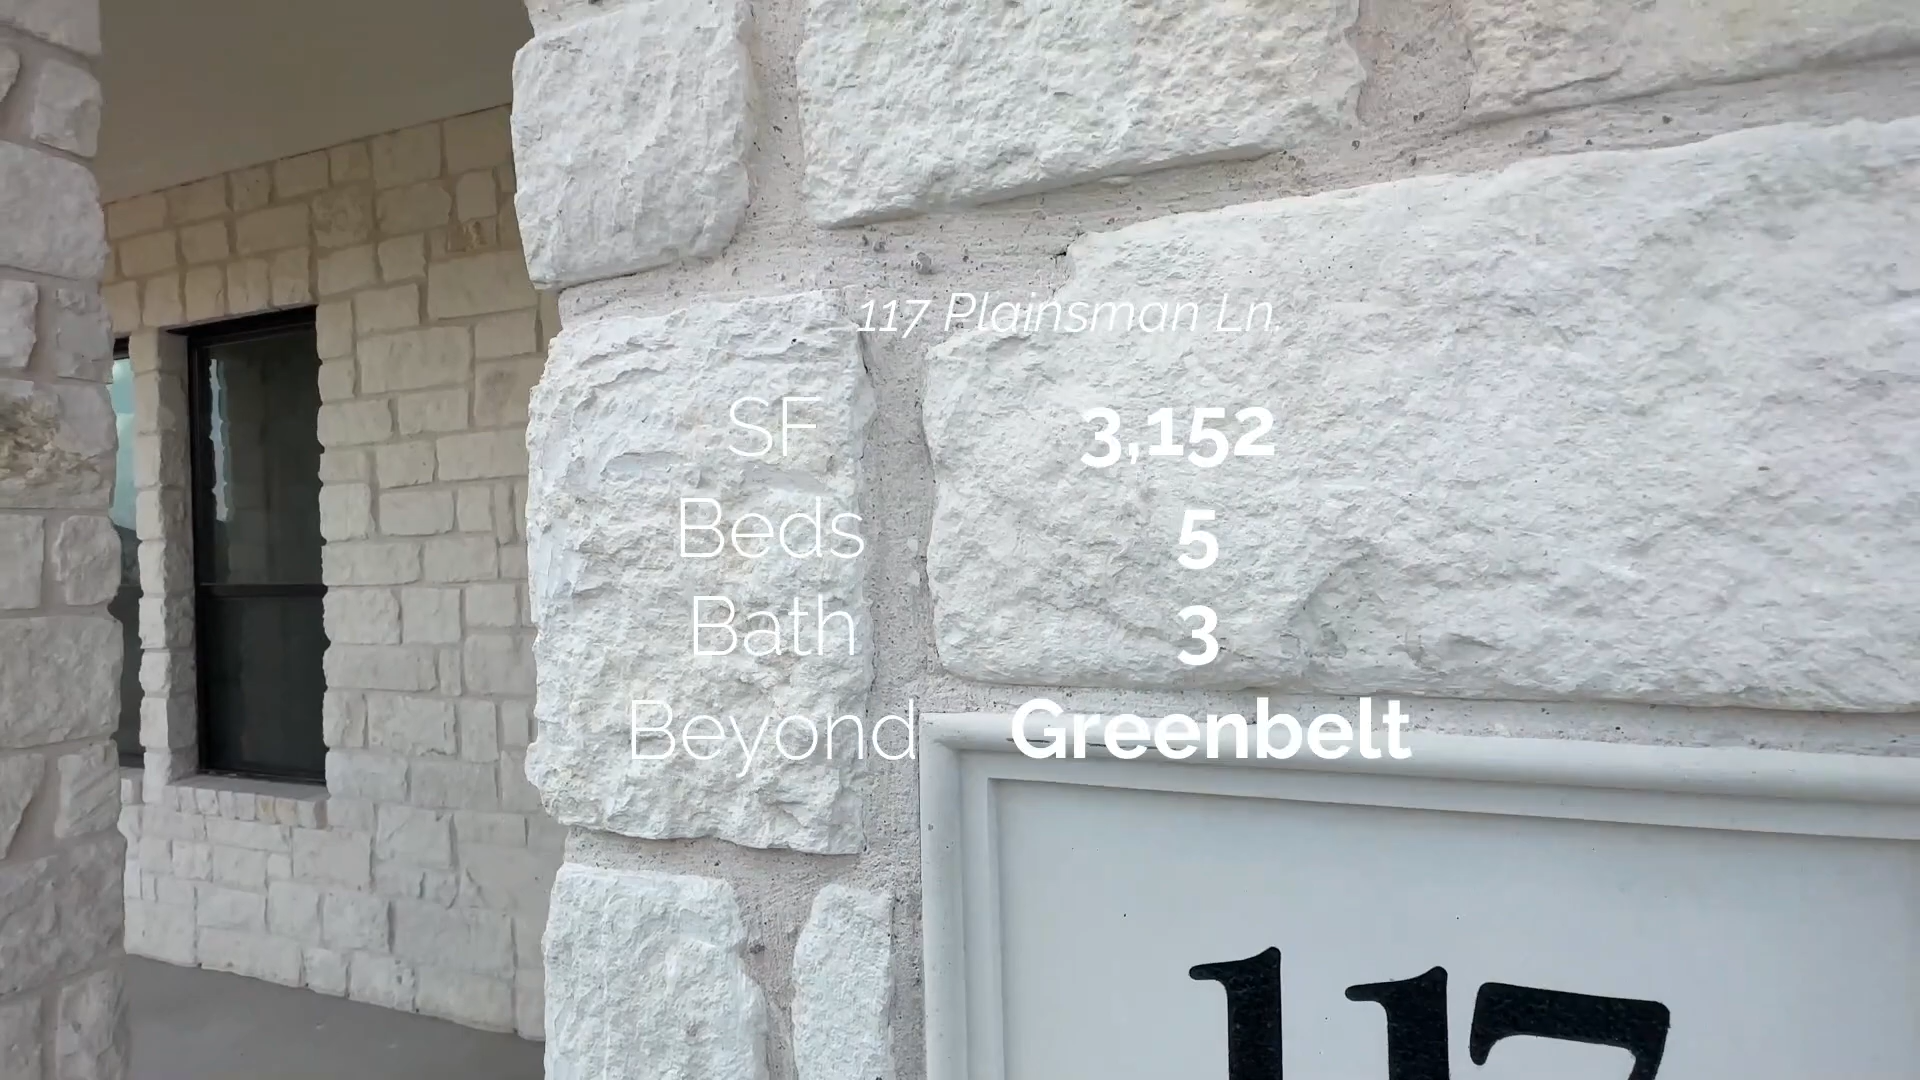 117 Plainsman Ln.
SF 3,152
Beds 5
Bath 3
Beyond Greenbelt
117